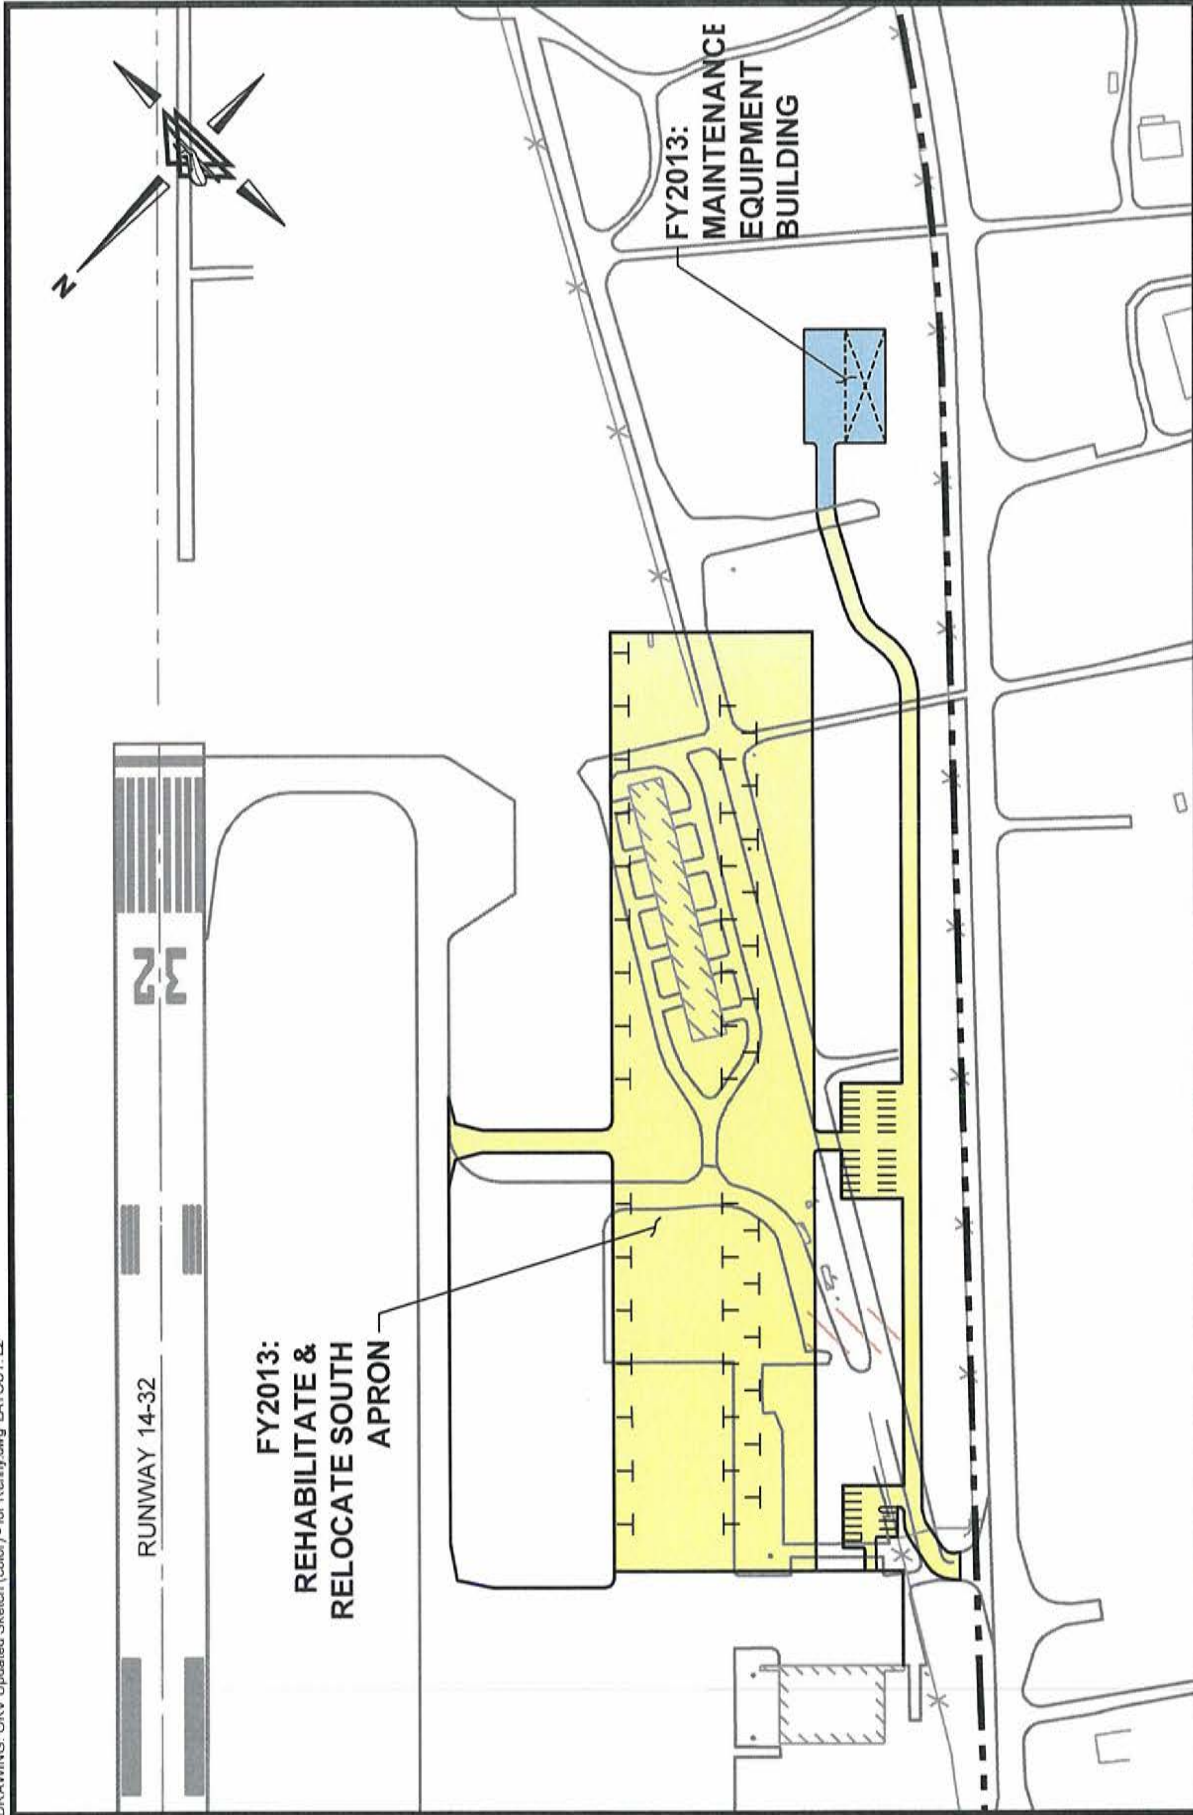 RUNWAY 14-32
32
FY2013:
REHABILITATE &
RELOCATE SOUTH
APRON
N
FY2013:
MAINTENANCE
EQUIPMENT
BUILDING